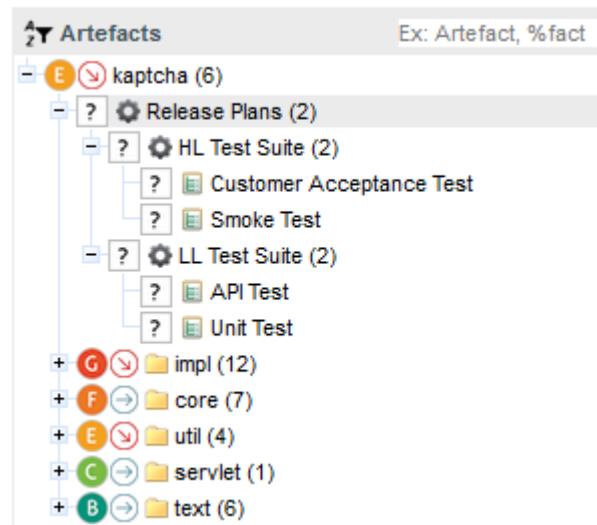 A Z Artefacts Ex: Artefact, %fact
E kaptcha (6)
? Release Plans (2)
? HL Test Suite (2)
? Customer Acceptance Test
? Smoke Test
? LL Test Suite (2)
? API Test
? Unit Test
G impl (12)
F core (7)
E util (4)
C servlet (1)
B text (6)